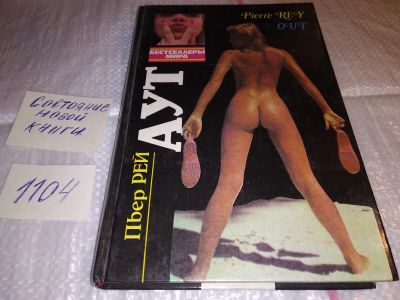 Pierre REY
OUT
БЕСТСЕЛЛЕРЫ
МИРА
Пьер РЕЙ
АУТ
Состояние
новой
книги
1104